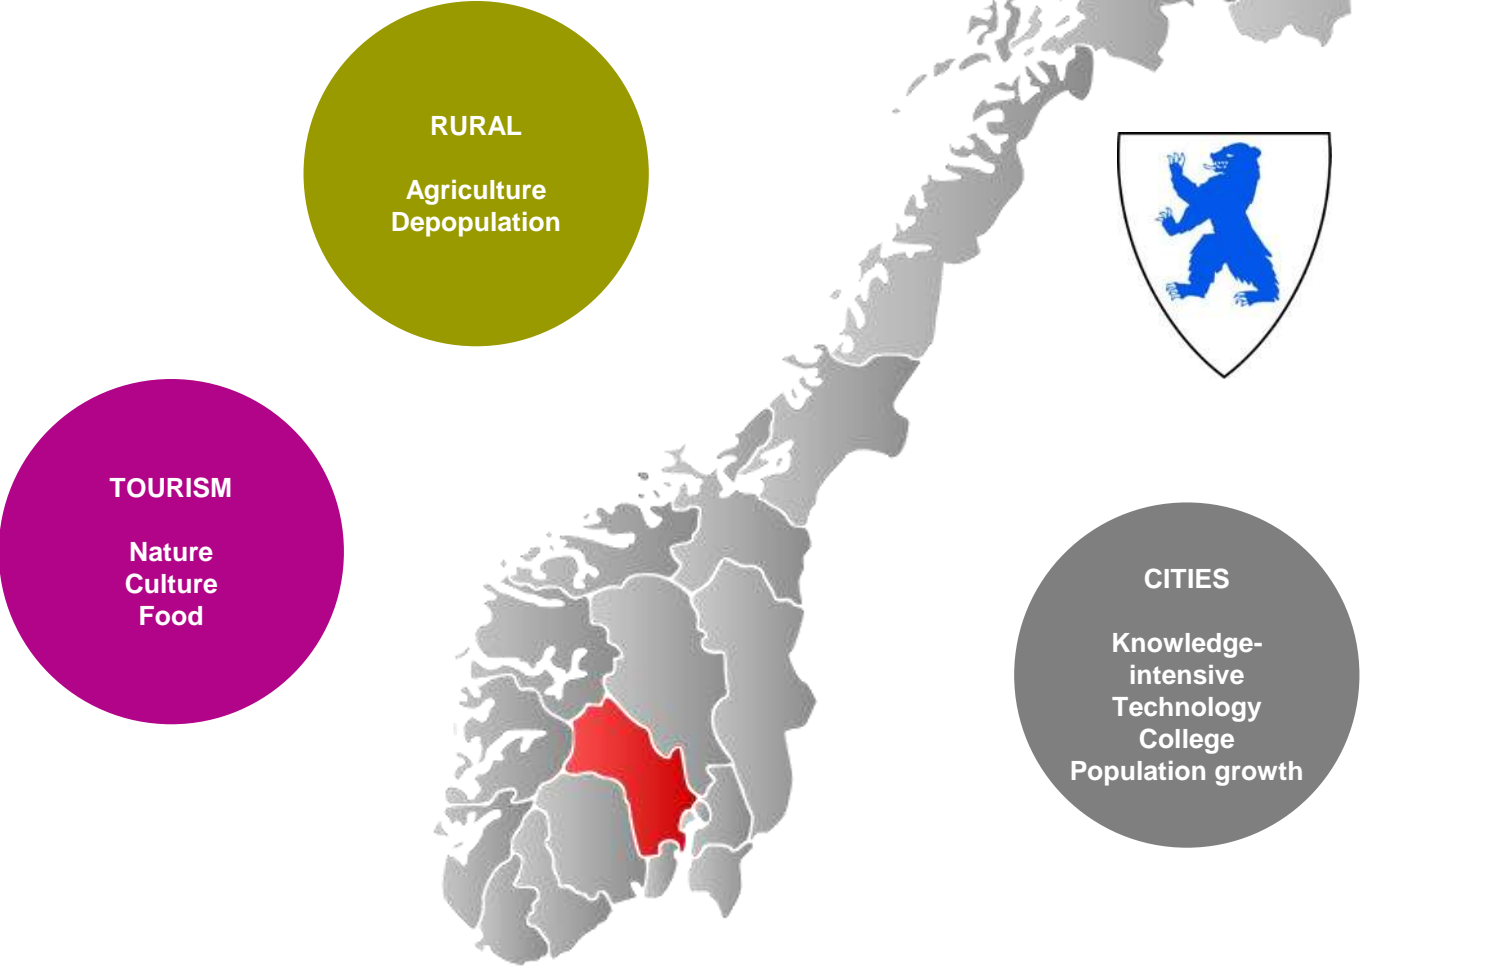 RURAL
Agriculture
Depopulation
TOURISM
Nature
Culture
Food
CITIES
Knowledge-
intensive
Technology
College
Population growth